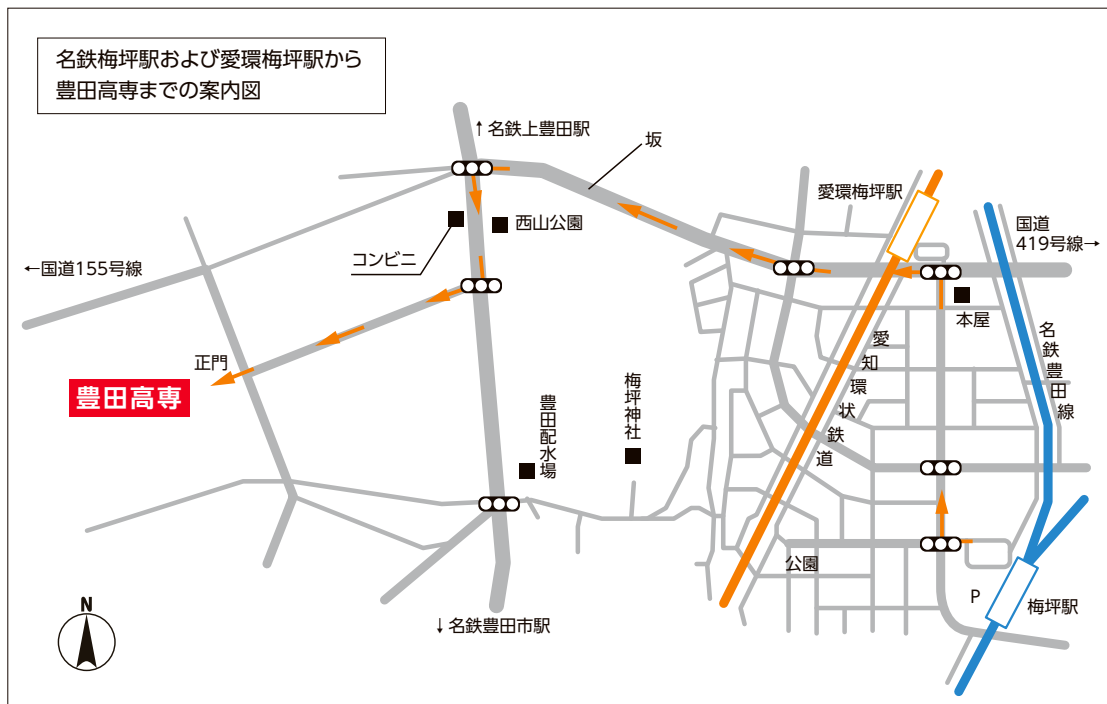 名鉄梅坪駅および愛環梅坪駅から
豊田高専までの案内図
↑名鉄上豊田駅
坂
愛環梅坪駅
国道
419号線→
西山公園
コンビニ
←国道155号線
本屋
正門
豊田高専
愛知環状鉄道
名鉄豊田線
梅坪神社
豊田配水場
公園
P
梅坪駅
↓名鉄豊田市駅
N